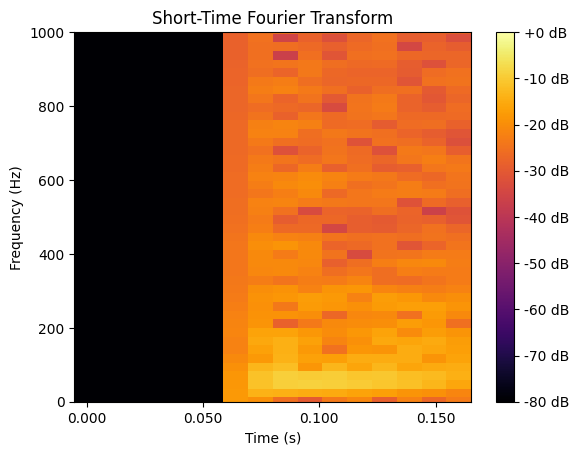 Short-Time Fourier Transform
1000
800
600
400
200
0
Frequency (Hz)
0.000
0.050
0.100
0.150
Time (s)
+0 dB
-10 dB
-20 dB
-30 dB
-40 dB
-50 dB
-60 dB
-70 dB
-80 dB